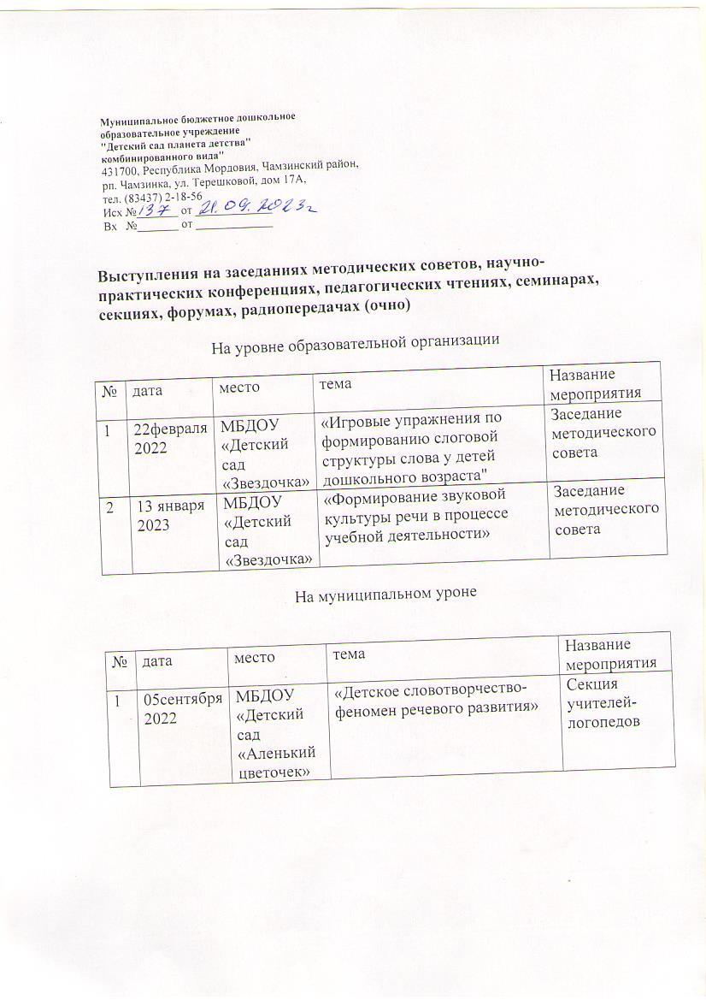 Муниципальное бюджетное дошкольное
образовательное учреждение
"Детский сад планета детства"
комбинированного вида"
431700, Республика Мордовия, Чамзинский район,
рп. Чамзинка, ул. Терешковой, дом 17А,
тел. (83437) 2-18-56
Исх № 137 от 21.09.2023г
Вх № от
Выступления на заседаниях методических советов, научно-
практических конференциях, педагогических чтениях, семинарах,
секциях, форумах, радиопередачах (очно)
На уровне образовательной организации
№ дата место тема Название
мероприятия
1 22февраля МБДОУ «Игровые упражнения по Заседание
2022 «Детский формированию слоговой методического
сад структуры слова у детей совета
«Звездочка» дошкольного возраста"
2 13 января МБДОУ «Формирование звуковой Заседание
2023 «Детский культуры речи в процессе методического
сад учебной деятельности» совета
«Звездочка»
На муниципальном уроне
№ дата место тема Название
мероприятия
1 05сентября МБДОУ «Детское словотворчество- Секция
2022 «Детский феномен речевого развития» учителей-
сад логопедов
«Аленький
цветочек»